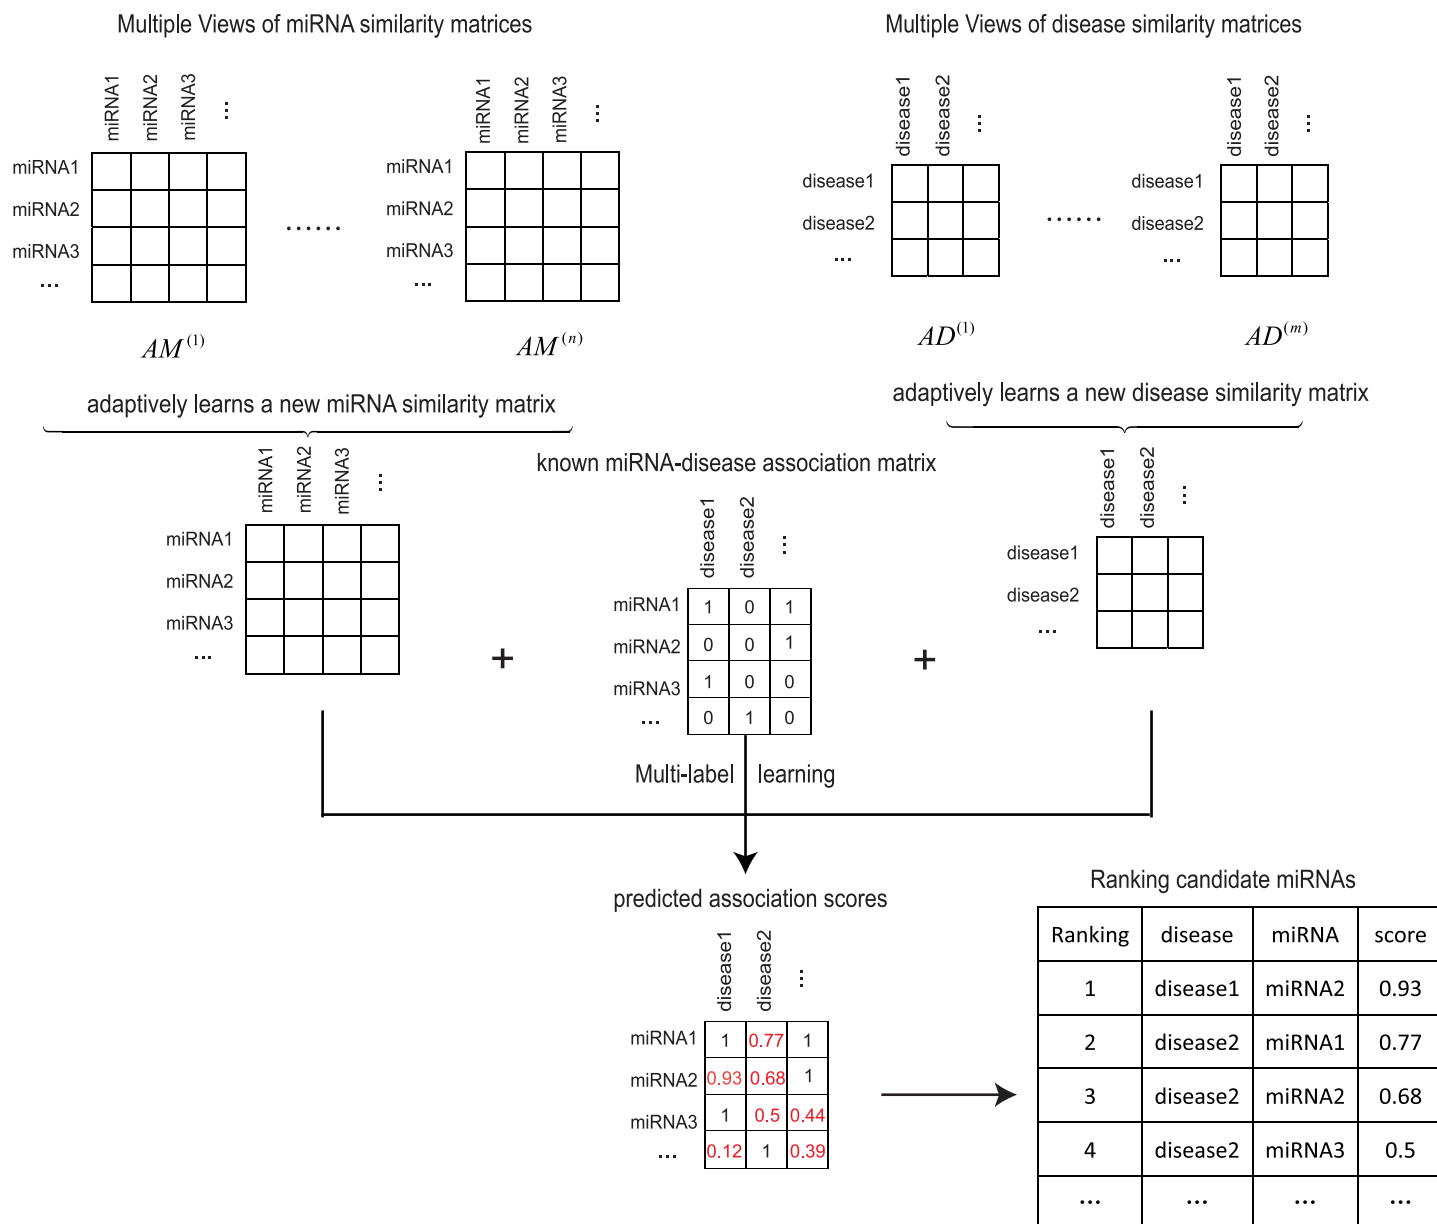 Multiple Views of miRNA similarity matrices
miRNA1 miRNA2 miRNA3 ...
miRNA1
miRNA2
miRNA3
...
......
miRNA1 miRNA2 miRNA3 ...
miRNA1
miRNA2
miRNA3
AM^(1)
AM^(n)
Multiple Views of disease similarity matrices
disease1 disease2 ...
disease1
disease2
...
......
disease1 disease2 ...
disease1
disease2
...
AD^(1)
AD^(m)
adaptively learns a new miRNA similarity matrix
miRNA1 miRNA2 miRNA3 ...
miRNA1
miRNA2
miRNA3
...
+
known miRNA-disease association matrix
disease1 disease2 ...
miRNA1 1 0 1
miRNA2 0 0 1
miRNA3 1 0 0
... 0 1 0
+
adaptively learns a new disease similarity matrix
disease1 disease2 ...
disease1
disease2
...
Multi-label learning
predicted association scores
disease1 disease2 ...
miRNA1 1 0.77 1
miRNA2 0.93 0.68 1
miRNA3 1 0.5 0.44
... 0.12 1 0.39
Ranking candidate miRNAs
Ranking disease miRNA score
1 disease1 miRNA2 0.93
2 disease2 miRNA1 0.77
3 disease2 miRNA2 0.68
4 disease2 miRNA3 0.5
... ... ... ...